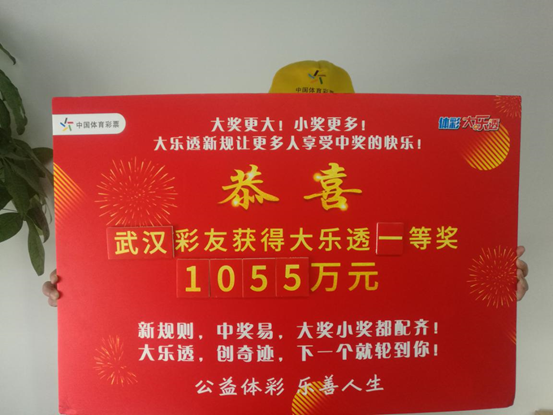 中国体育彩票
中国体育彩票
体彩 大乐透
大奖更大！小奖更多！
大乐透新规让更多人享受中奖的快乐！
恭喜
武汉彩友获得大乐透一等奖
1055万元
新规则，中奖易，大奖小奖都配齐！
大乐透，创奇迹，下一个就轮到你！
公益体彩 乐善人生